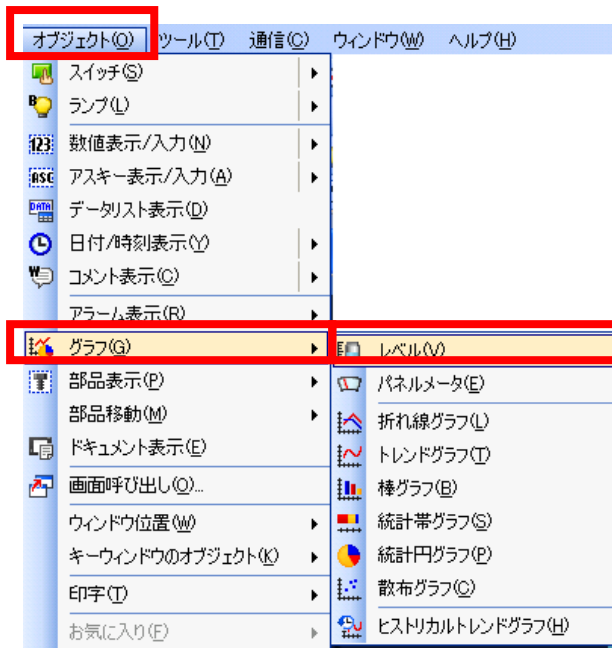 オブジェクト(O) ツール(T) 通信(C) ウィンドウ(W) ヘルプ(H)
スイッチ(S)
ランプ(L)
数値表示/入力(N)
アスキー表示/入力(A)
データリスト表示(D)
日付/時刻表示(Y)
コメント表示(C)
アラーム表示(R)
グラフ(G)
部品表示(P)
部品移動(M)
ドキュメント表示(E)
画面呼び出し(O)...
ウィンドウ位置(W)
キーウィンドウのオブジェクト(K)
印字(T)
お気に入り(F)
レベル(V)
パネルメータ(E)
折れ線グラフ(L)
トレンドグラフ(T)
棒グラフ(B)
統計帯グラフ(S)
統計円グラフ(P)
散布グラフ(C)
ヒストリカルトレンドグラフ(H)